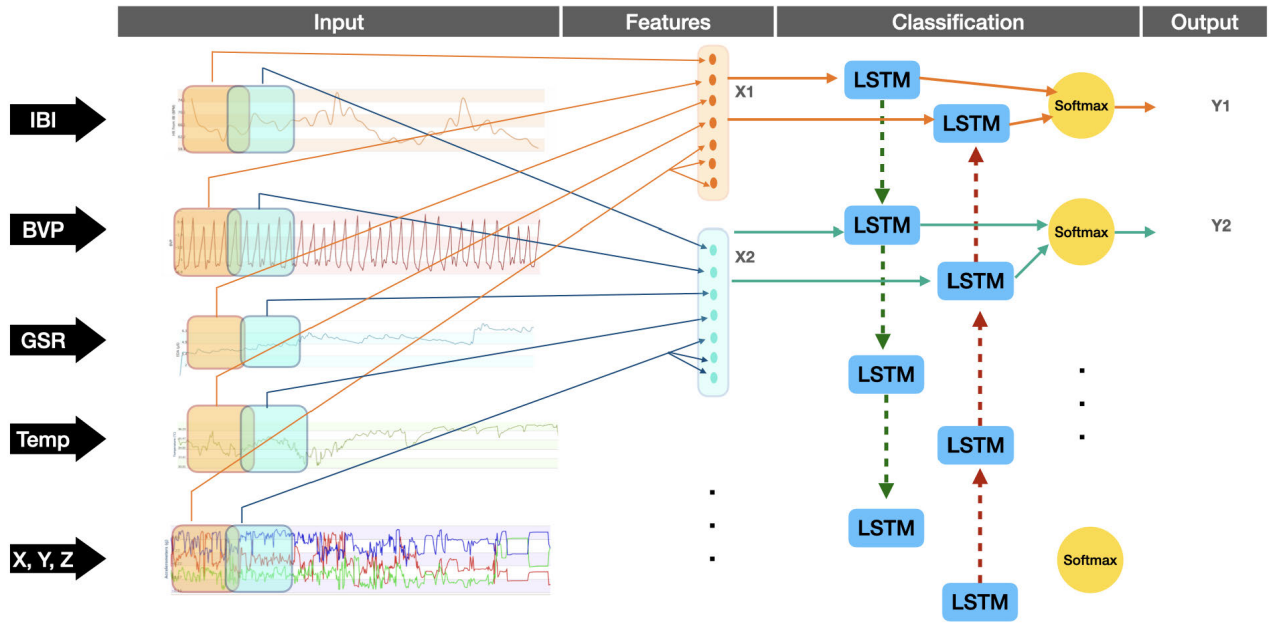 Input Features Classification Output
IBI
X1
LSTM
LSTM
Softmax
Y1
BVP
BVP
X2
LSTM
LSTM
Softmax
Y2
GSR
LSTM
Temp
LSTM
X, Y, Z
LSTM
LSTM
Softmax